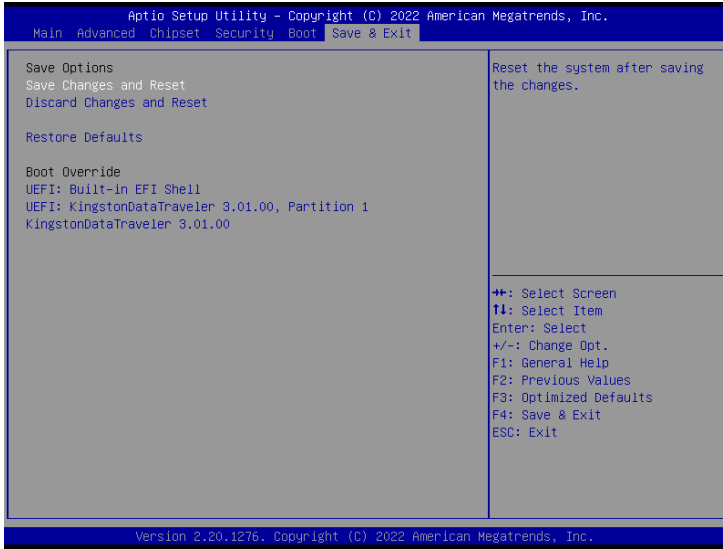 Aptio Setup Utility – Copyright (C) 2022 American Megatrends, Inc.
Main Advanced Chipset Security Boot Save & Exit
Save Options
Save Changes and Reset
Discard Changes and Reset
Restore Defaults
Boot Override
UEFI: Built-in EFI Shell
UEFI: KingstonDataTraveler 3.01.00, Partition 1
KingstonDataTraveler 3.01.00
Reset the system after saving
the changes.
→←: Select Screen
↑↓: Select Item
Enter: Select
+/-: Change Opt.
F1: General Help
F2: Previous Values
F3: Optimized Defaults
F4: Save & Exit
ESC: Exit
Version 2.20.1276. Copyright (C) 2022 American Megatrends, Inc.